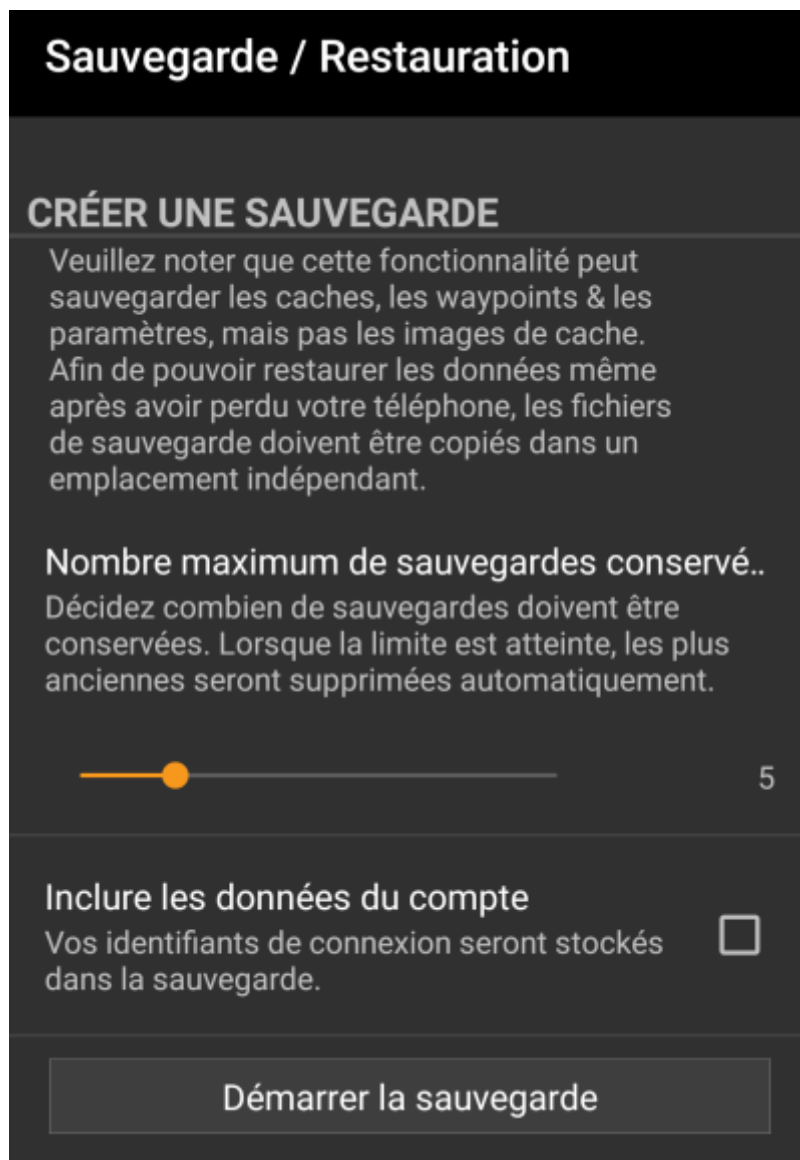 Sauvegarde / Restauration
CRÉER UNE SAUVEGARDE
Veuillez noter que cette fonctionnalité peut
sauvegarder les caches, les waypoints & les
paramètres, mais pas les images de cache.
Afin de pouvoir restaurer les données même
après avoir perdu votre téléphone, les fichiers
de sauvegarde doivent être copiés dans un
emplacement indépendant.
Nombre maximum de sauvegardes conservé..
Décidez combien de sauvegardes doivent être
conservées. Lorsque la limite est atteinte, les plus
anciennes seront supprimées automatiquement.
5
Inclure les données du compte
Vos identifiants de connexion seront stockés
dans la sauvegarde.
Démarrer la sauvegarde